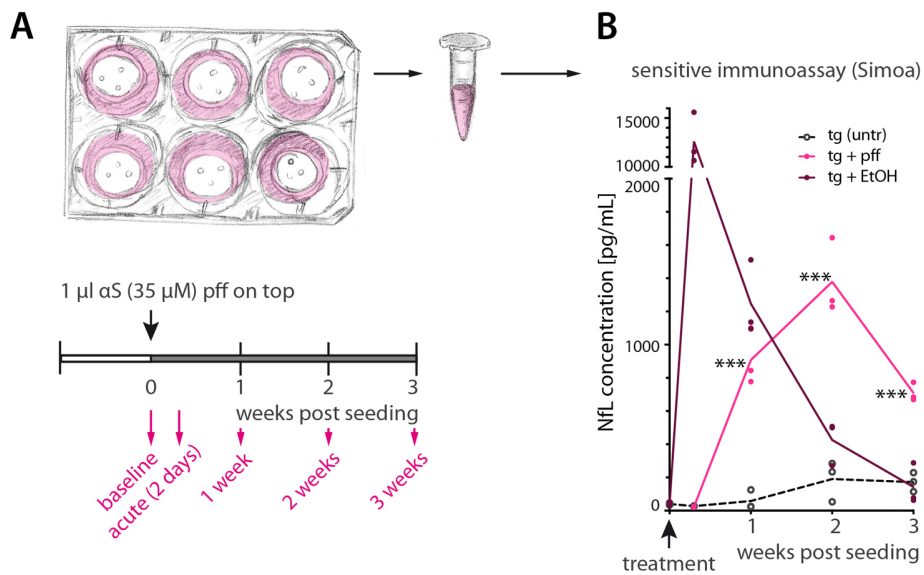 A
1 μl αS (35 μM) pff on top
0
1
2
3
weeks post seeding
baseline
acute (2 days)
1 week
2 weeks
3 weeks
B
sensitive immunoassay (Simoa)
NfL concentration [pg/mL]
15000
10000
2000
1000
0
tg (untr)
tg + pff
tg + EtOH
***
***
***
1
2
3
treatment
weeks post seeding